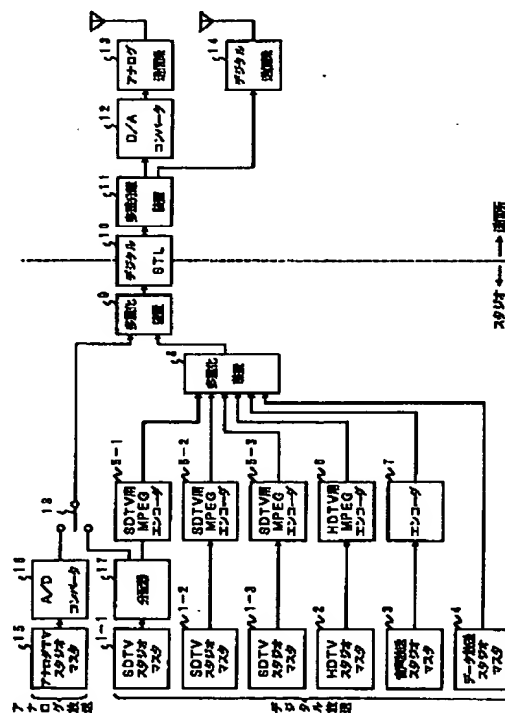 アナログ放送
15
アナログTV
スタジオ
マスタ
16
A/D
コンバータ
18
デジタル放送
1-1
SDTV
スタジオ
マスタ
17
分配器
5-1
SDTV用
MPEG
エンコーダ
1-2
SDTV
スタジオ
マスタ
5-2
SDTV用
MPEG
エンコーダ
1-3
SDTV
スタジオ
マスタ
5-3
SDTV用
MPEG
エンコーダ
2
HDTV
スタジオ
マスタ
6
HDTV用
MPEG
エンコーダ
3
音声放送
スタジオ
マスタ
7
エンコーダ
4
データ放送
スタジオ
マスタ
8
多重化
装置
9
多重化
装置
10
デジタル
STL
11
多重分離
装置
12
D/A
コンバータ
13
アナログ
送信機
14
デジタル
送信機
スタジオ ← → 送信所